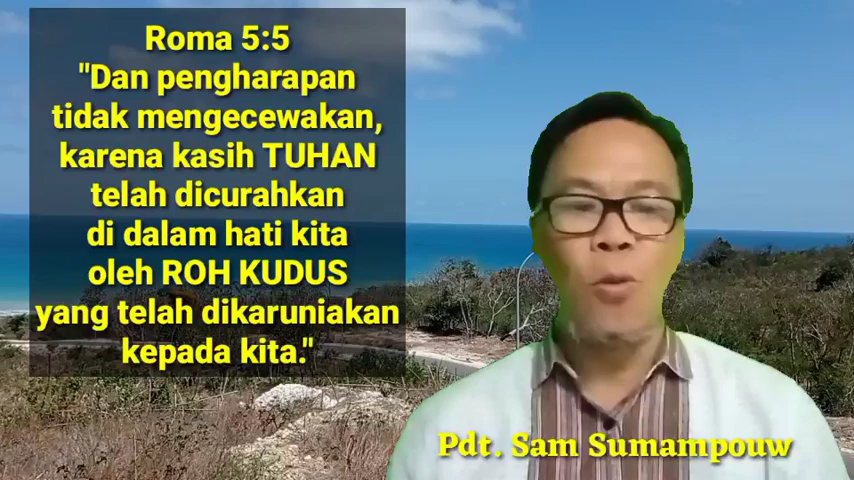 Roma 5:5
"Dan pengharapan
tidak mengecewakan,
karena kasih TUHAN
telah dicurahkan
di dalam hati kita
oleh ROH KUDUS
yang telah dikaruniakan
kepada kita."
Pdt. Sam Sumampouw